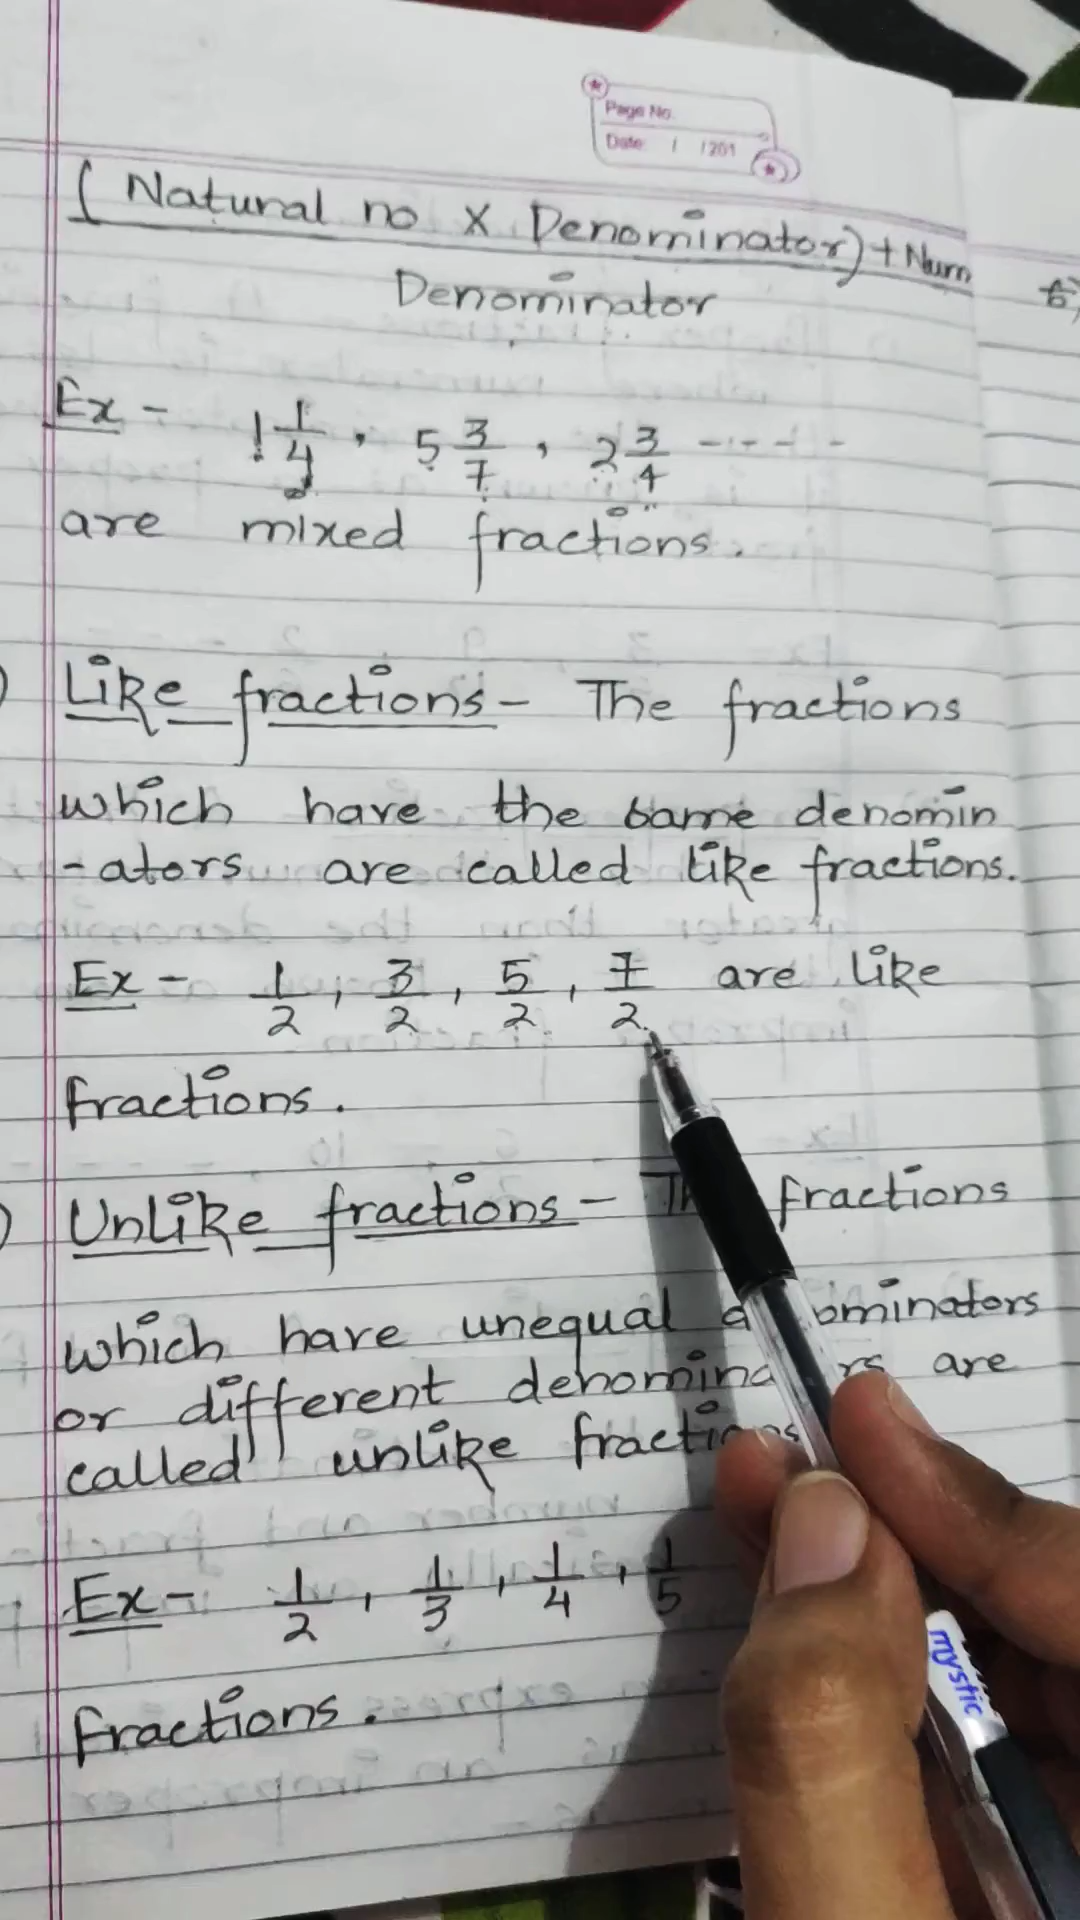 Page No.
Date: / /201
(Natural no X Denominator) + Num
Denominator
Ex - 1 1/4, 5 3/7, 2 3/4 -----
are mixed fractions.
Like fractions - The fractions
which have the same denomin
-ators are called like fractions.
Ex - 1/2, 3/2, 5/2, 7/2 are like
fractions.
Unlike fractions - Th fractions
which have unequal d ominators
or different denomina rs are
called unlike fractions
Ex - 1/2, 1/3, 1/4, 1/5
fractions.
mystic